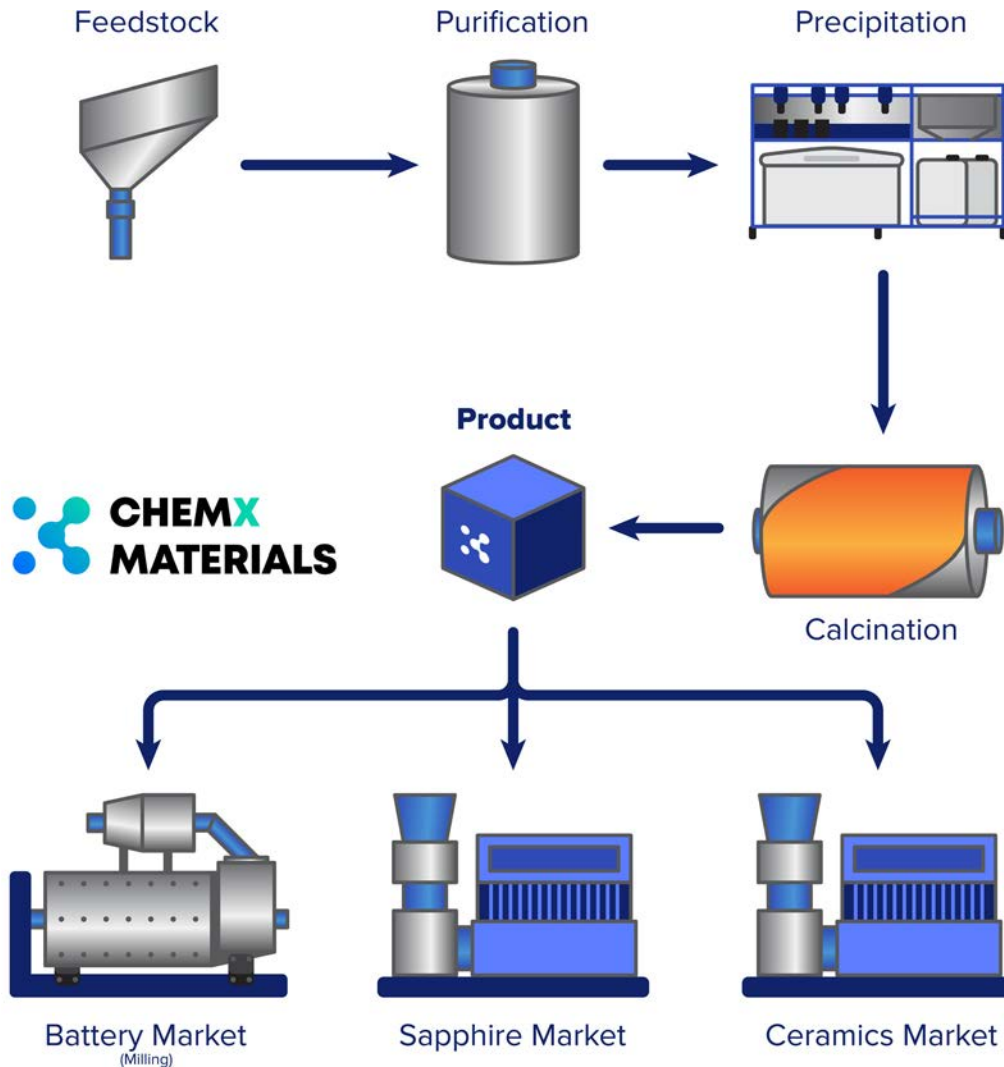 Feedstock
Purification
Precipitation
Product
CHEMX
MATERIALS
Calcination
Battery Market
(Milling)
Sapphire Market
Ceramics Market